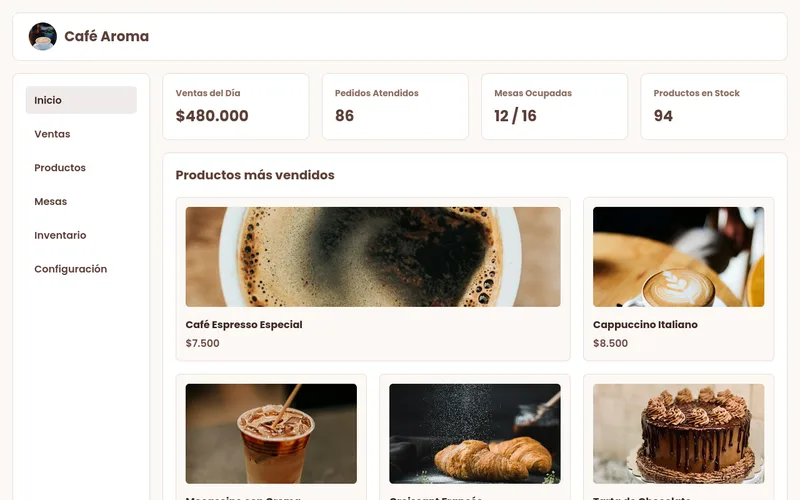 Café Aroma
Inicio
Ventas
Productos
Mesas
Inventario
Configuración
Ventas del Día
$480.000
Pedidos Atendidos
86
Mesas Ocupadas
12 / 16
Productos en Stock
94
Productos más vendidos
Café Espresso Especial
$7.500
Cappuccino Italiano
$8.500